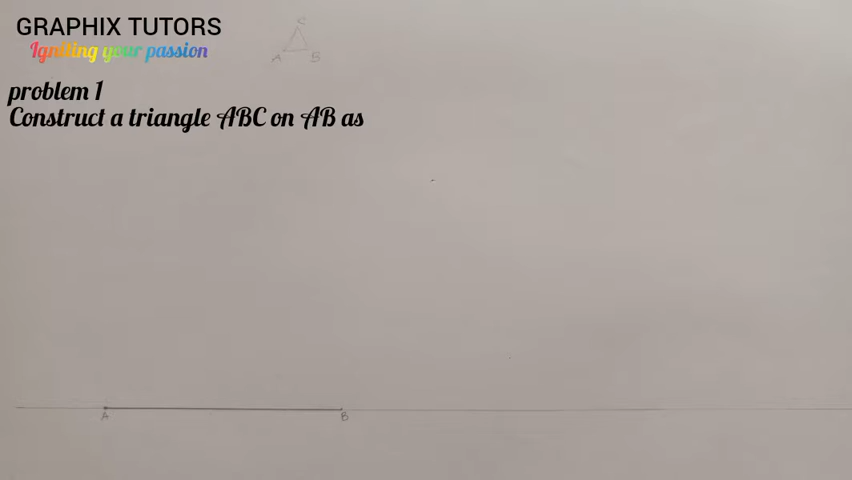 GRAPHIX TUTORS
Igniting your passion
problem 1
Construct a triangle ABC on AB as
C
A B
A B